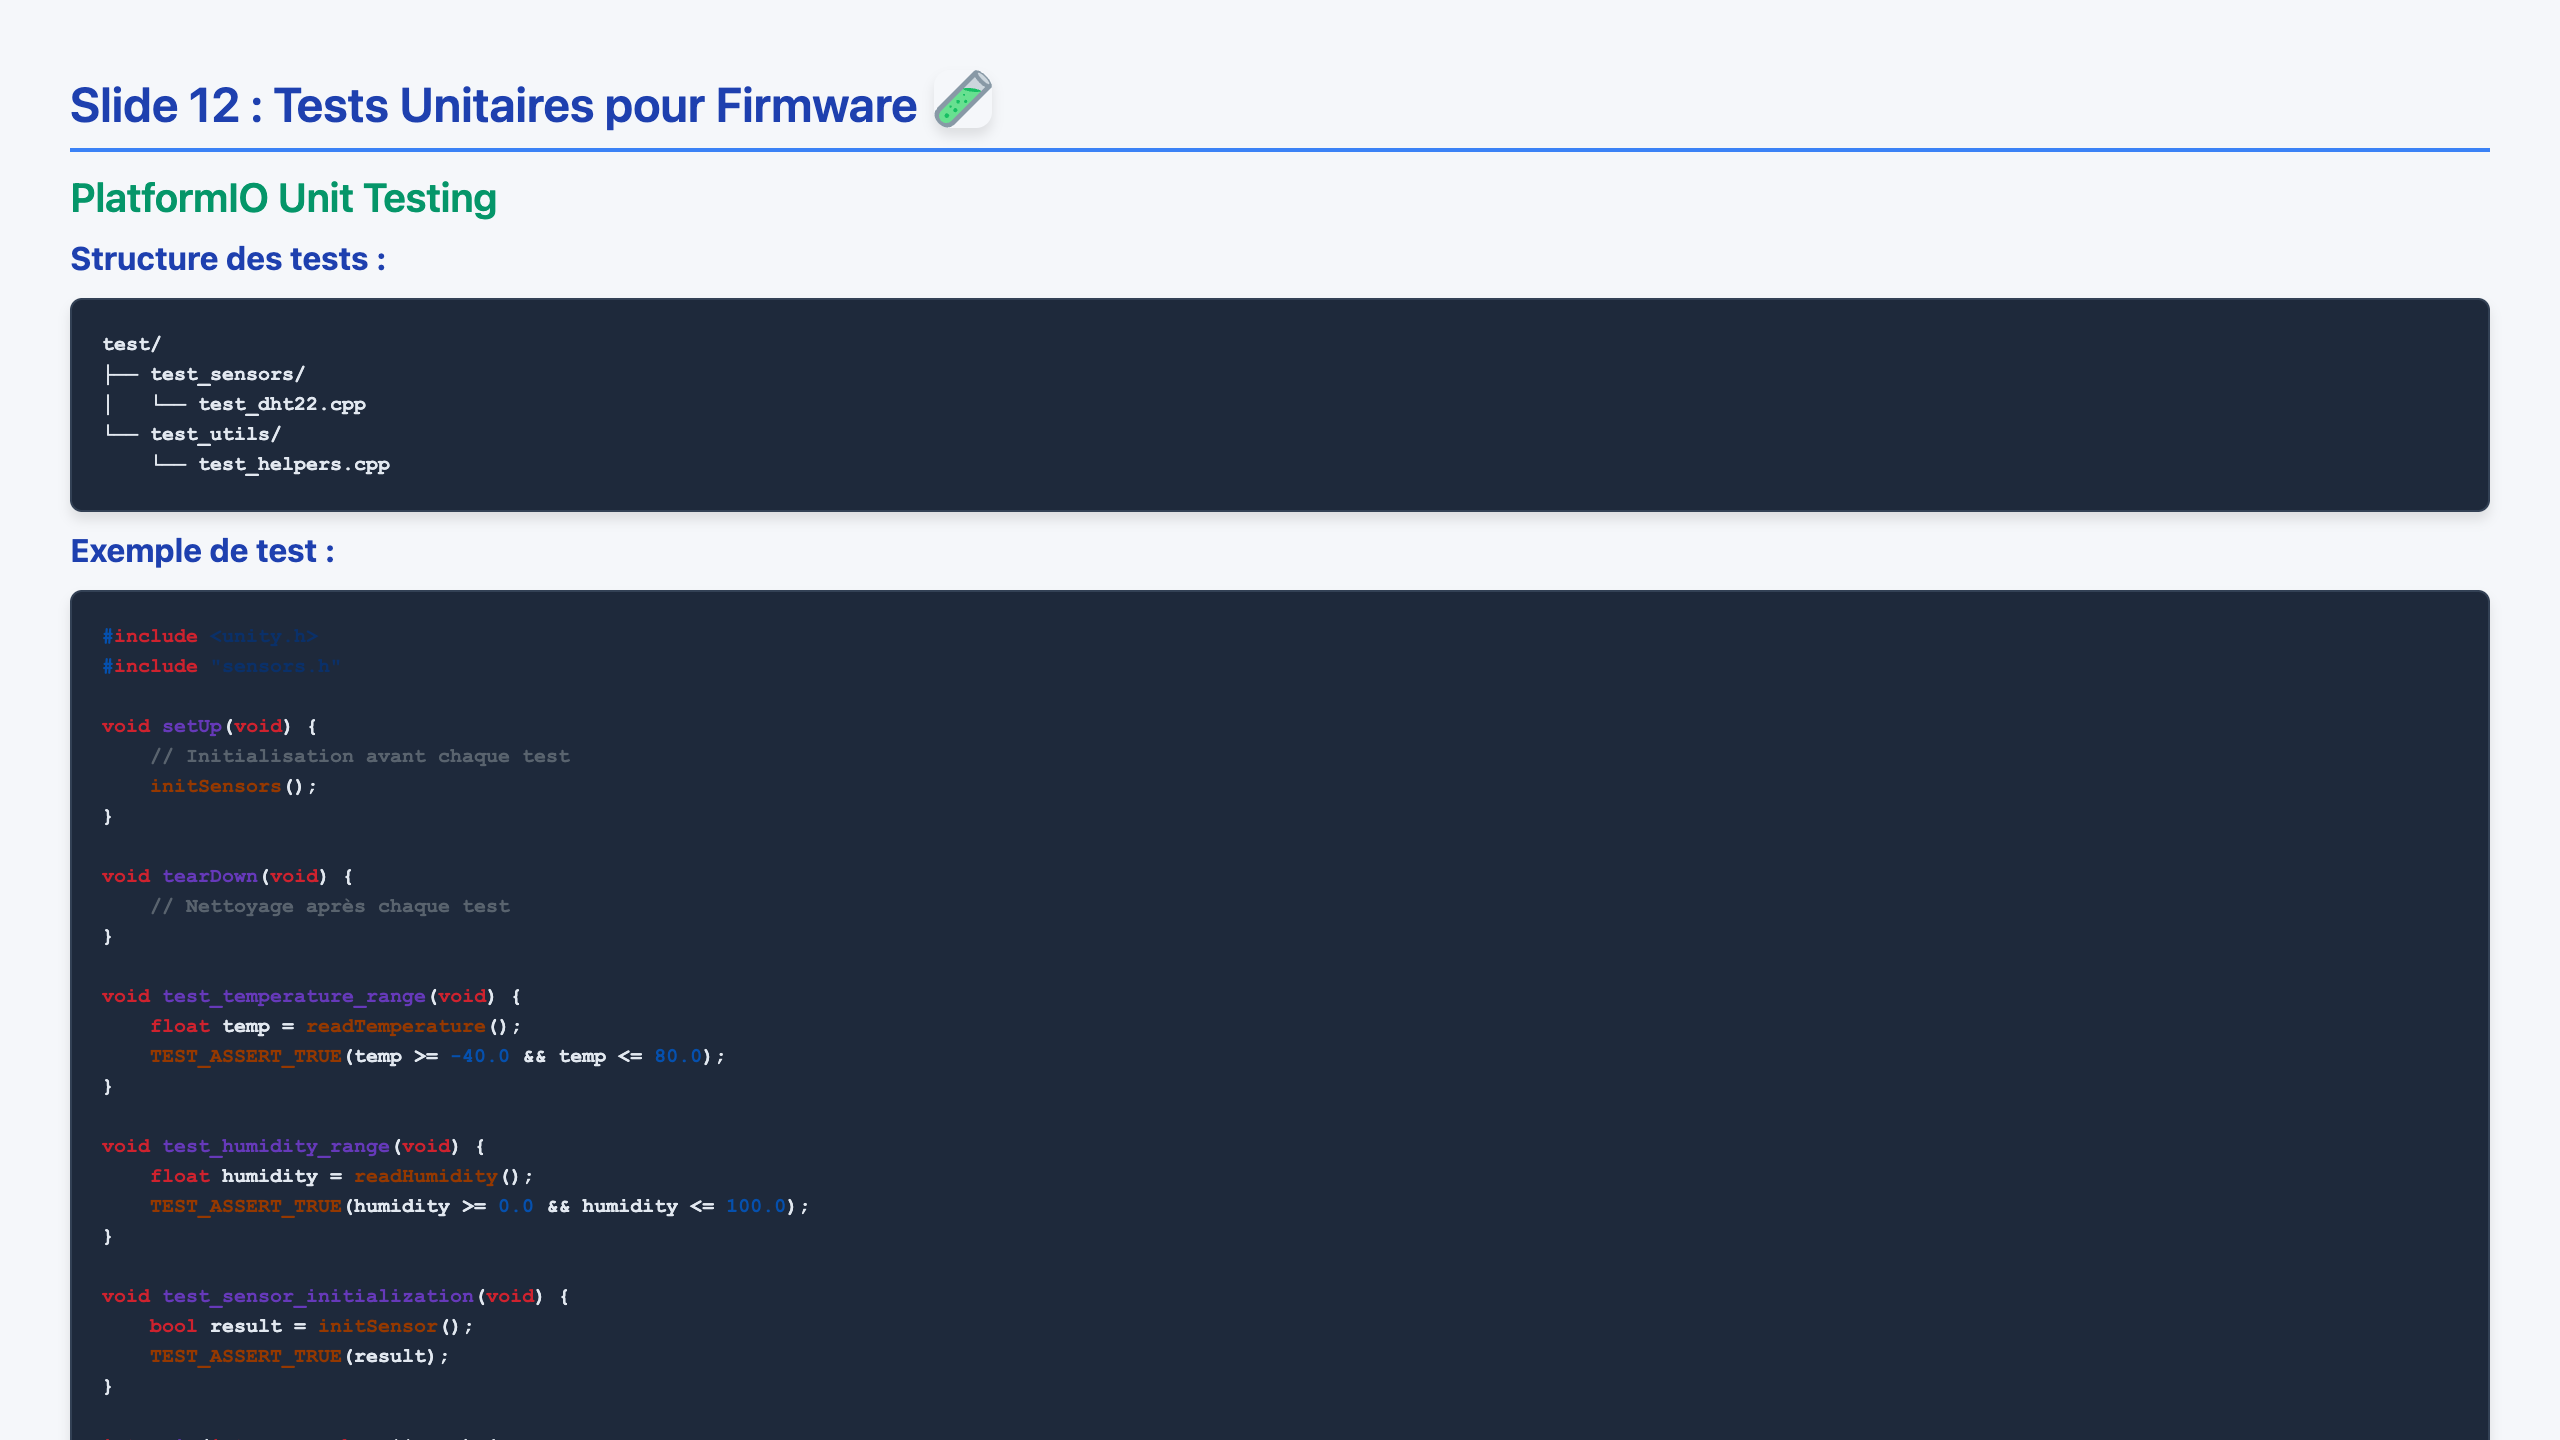 Slide 12 : Tests Unitaires pour Firmware
PlatformIO Unit Testing
Structure des tests :
test/
├── test_sensors/
│   └── test_dht22.cpp
└── test_utils/
    └── test_helpers.cpp
Exemple de test :
#include <unity.h>
#include "sensors.h"
void setUp(void) {
    // Initialisation avant chaque test
    initSensors();
}
void tearDown(void) {
    // Nettoyage après chaque test
}
void test_temperature_range(void) {
    float temp = readTemperature();
    TEST_ASSERT_TRUE(temp >= -40.0 && temp <= 80.0);
}
void test_humidity_range(void) {
    float humidity = readHumidity();
    TEST_ASSERT_TRUE(humidity >= 0.0 && humidity <= 100.0);
}
void test_sensor_initialization(void) {
    bool result = initSensor();
    TEST_ASSERT_TRUE(result);
}